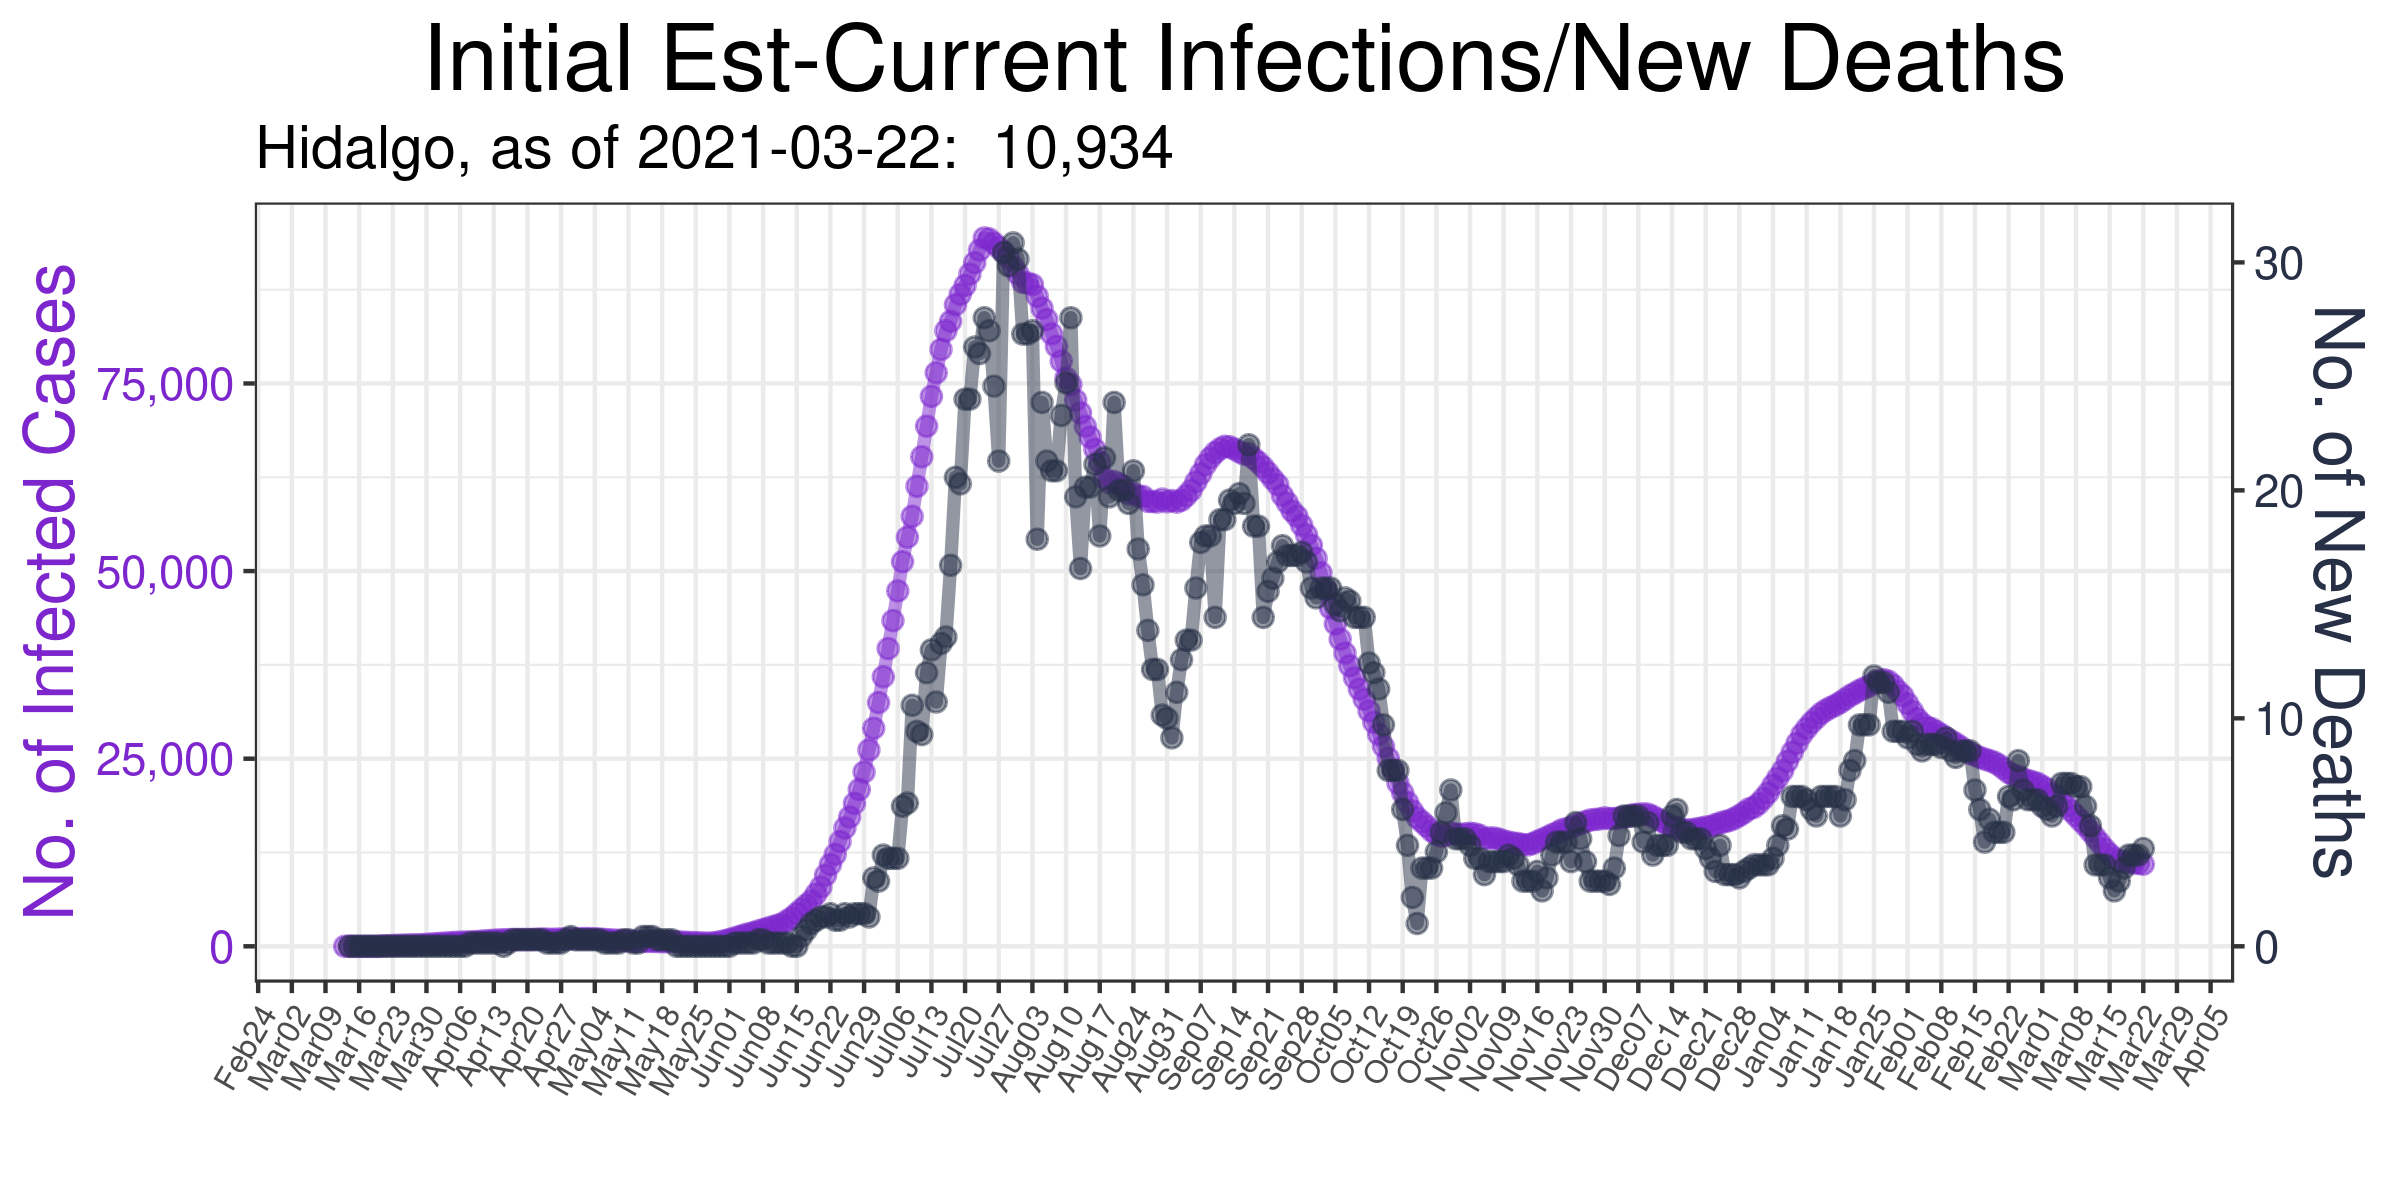 Initial Est-Current Infections/New Deaths
Hidalgo, as of 2021-03-22:  10,934
No. of Infected Cases
75,000
50,000
25,000
0
30
20
10
0
No. of New Deaths
Feb24
Mar02
Mar09
Mar16
Mar23
Mar30
Apr06
Apr13
Apr20
Apr27
May04
May11
May18
May25
Jun01
Jun08
Jun15
Jun22
Jun29
Jul06
Jul13
Jul20
Jul27
Aug03
Aug10
Aug17
Aug24
Aug31
Sep07
Sep14
Sep21
Sep28
Oct05
Oct12
Oct19
Oct26
Nov02
Nov09
Nov16
Nov23
Nov30
Dec07
Dec14
Dec21
Dec28
Jan04
Jan11
Jan18
Jan25
Feb01
Feb08
Feb15
Feb22
Mar01
Mar08
Mar15
Mar22
Mar29
Apr05